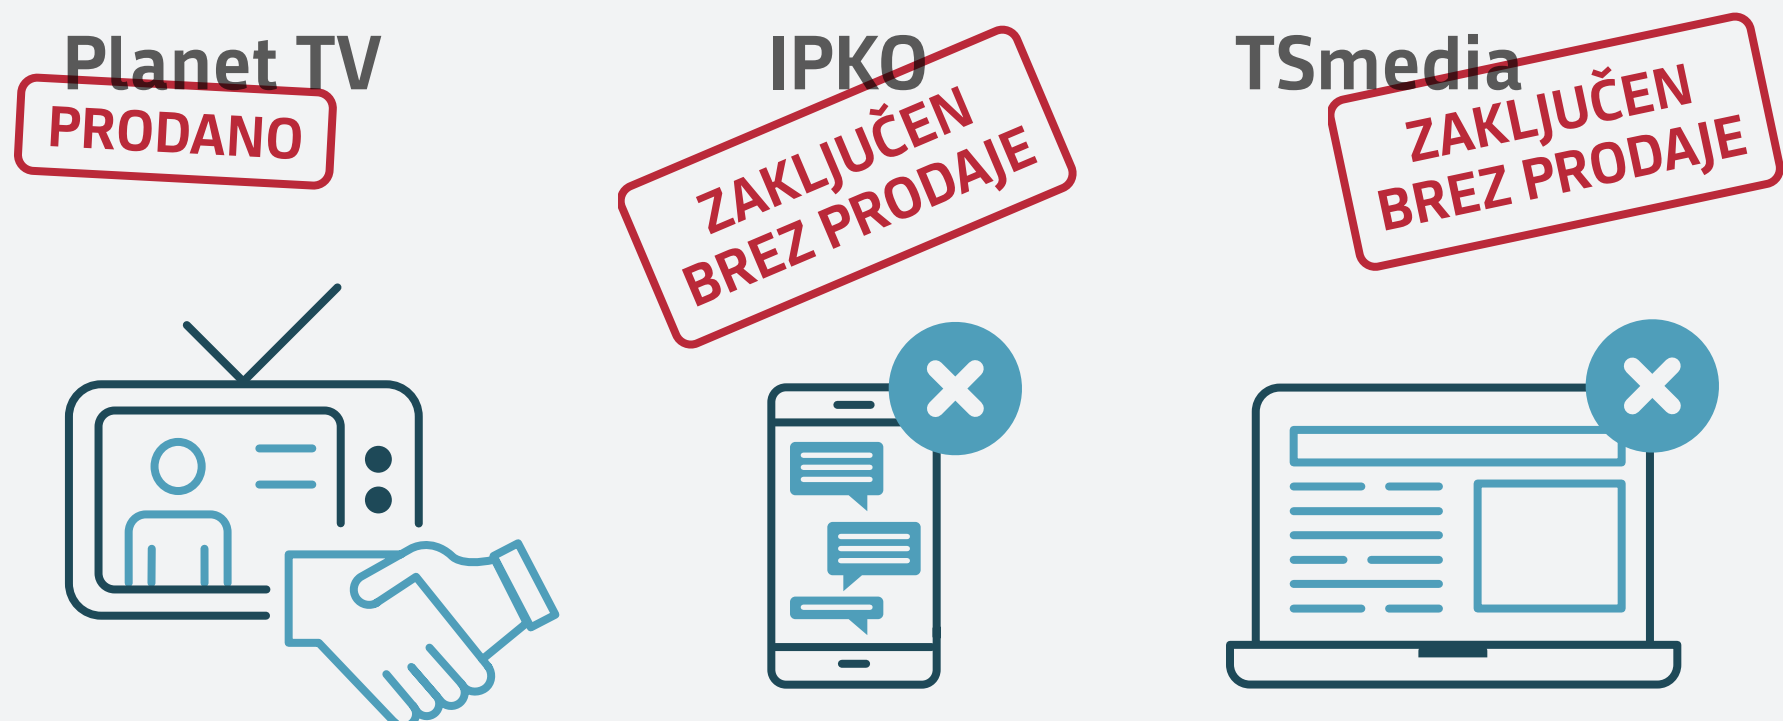 Planet TV
PRODANO
IPKO
ZAKLJUČEN
BREZ PRODAJE
TSmedia
ZAKLJUČEN
BREZ PRODAJE